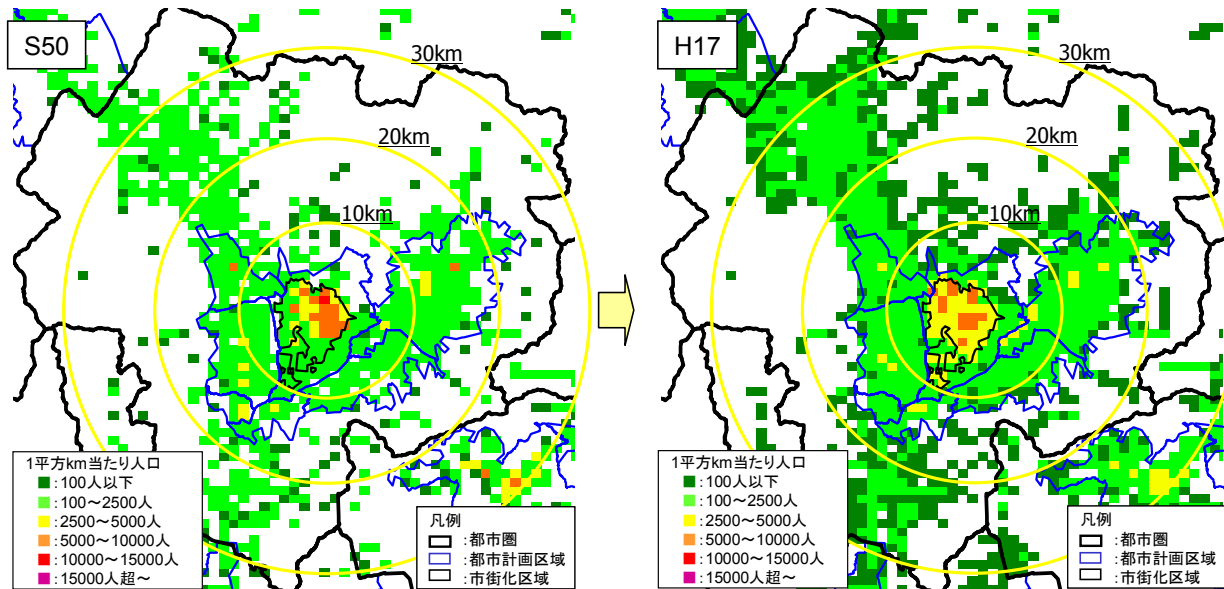 S50
30km
20km
10km
1平方km当たり人口
:100人以下
:100～2500人
:2500～5000人
:5000～10000人
:10000～15000人
:15000人超～
凡例
:都市圏
:都市計画区域
:市街化区域
H17
30km
20km
10km
1平方km当たり人口
:100人以下
:100～2500人
:2500～5000人
:5000～10000人
:10000～15000人
:15000人超～
凡例
:都市圏
:都市計画区域
:市街化区域